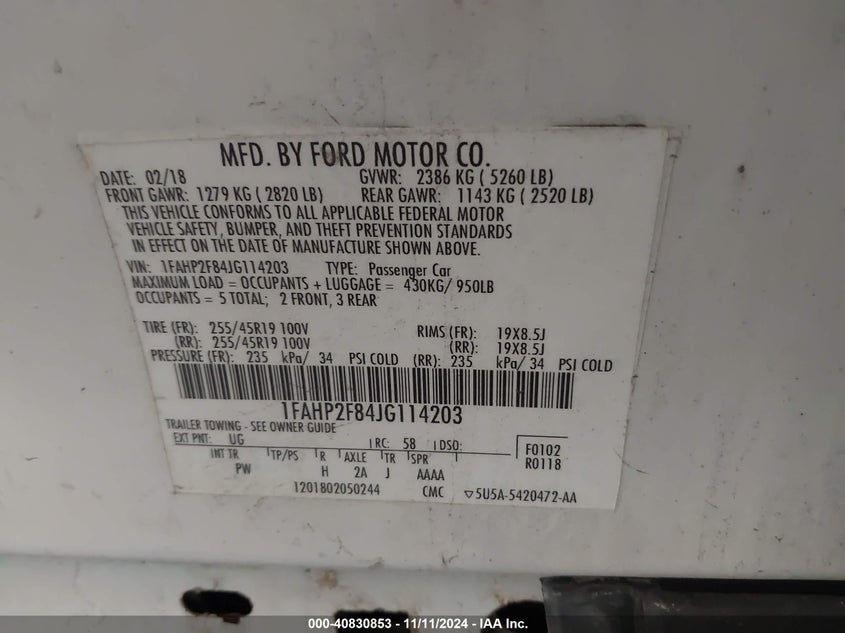 MFD. BY FORD MOTOR CO.
DATE: 02/18 GVWR: 2386 KG ( 5260 LB)
FRONT GAWR: 1279 KG ( 2820 LB) REAR GAWR: 1143 KG ( 2520 LB)
THIS VEHICLE CONFORMS TO ALL APPLICABLE FEDERAL MOTOR
VEHICLE SAFETY, BUMPER, AND THEFT PREVENTION STANDARDS
IN EFFECT ON THE DATE OF MANUFACTURE SHOWN ABOVE.
VIN: 1FAHP2F84JG114203 TYPE: Passenger Car
MAXIMUM LOAD = OCCUPANTS + LUGGAGE = 430KG/ 950LB
OCCUPANTS = 5 TOTAL; 2 FRONT, 3 REAR
TIRE (FR): 255/45R19 100V RIMS (FR): 19X8.5J
(RR): 255/45R19 100V (RR): 19X8.5J
PRESSURE (FR): 235 kPa/ 34 PSI COLD (RR): 235 kPa/ 34 PSI COLD
1FAHP2F84JG114203
TRAILER TOWING - SEE OWNER GUIDE
EXT PNT: UG RC: 58 DSO: F0102
INT TR TP/PS R AXLE TR SPR R0118
PW H 2A J AAAA
1201802050244 CMC ▽5U5A-5420472-AA
000-40830853 - 11/11/2024 - IAA Inc.